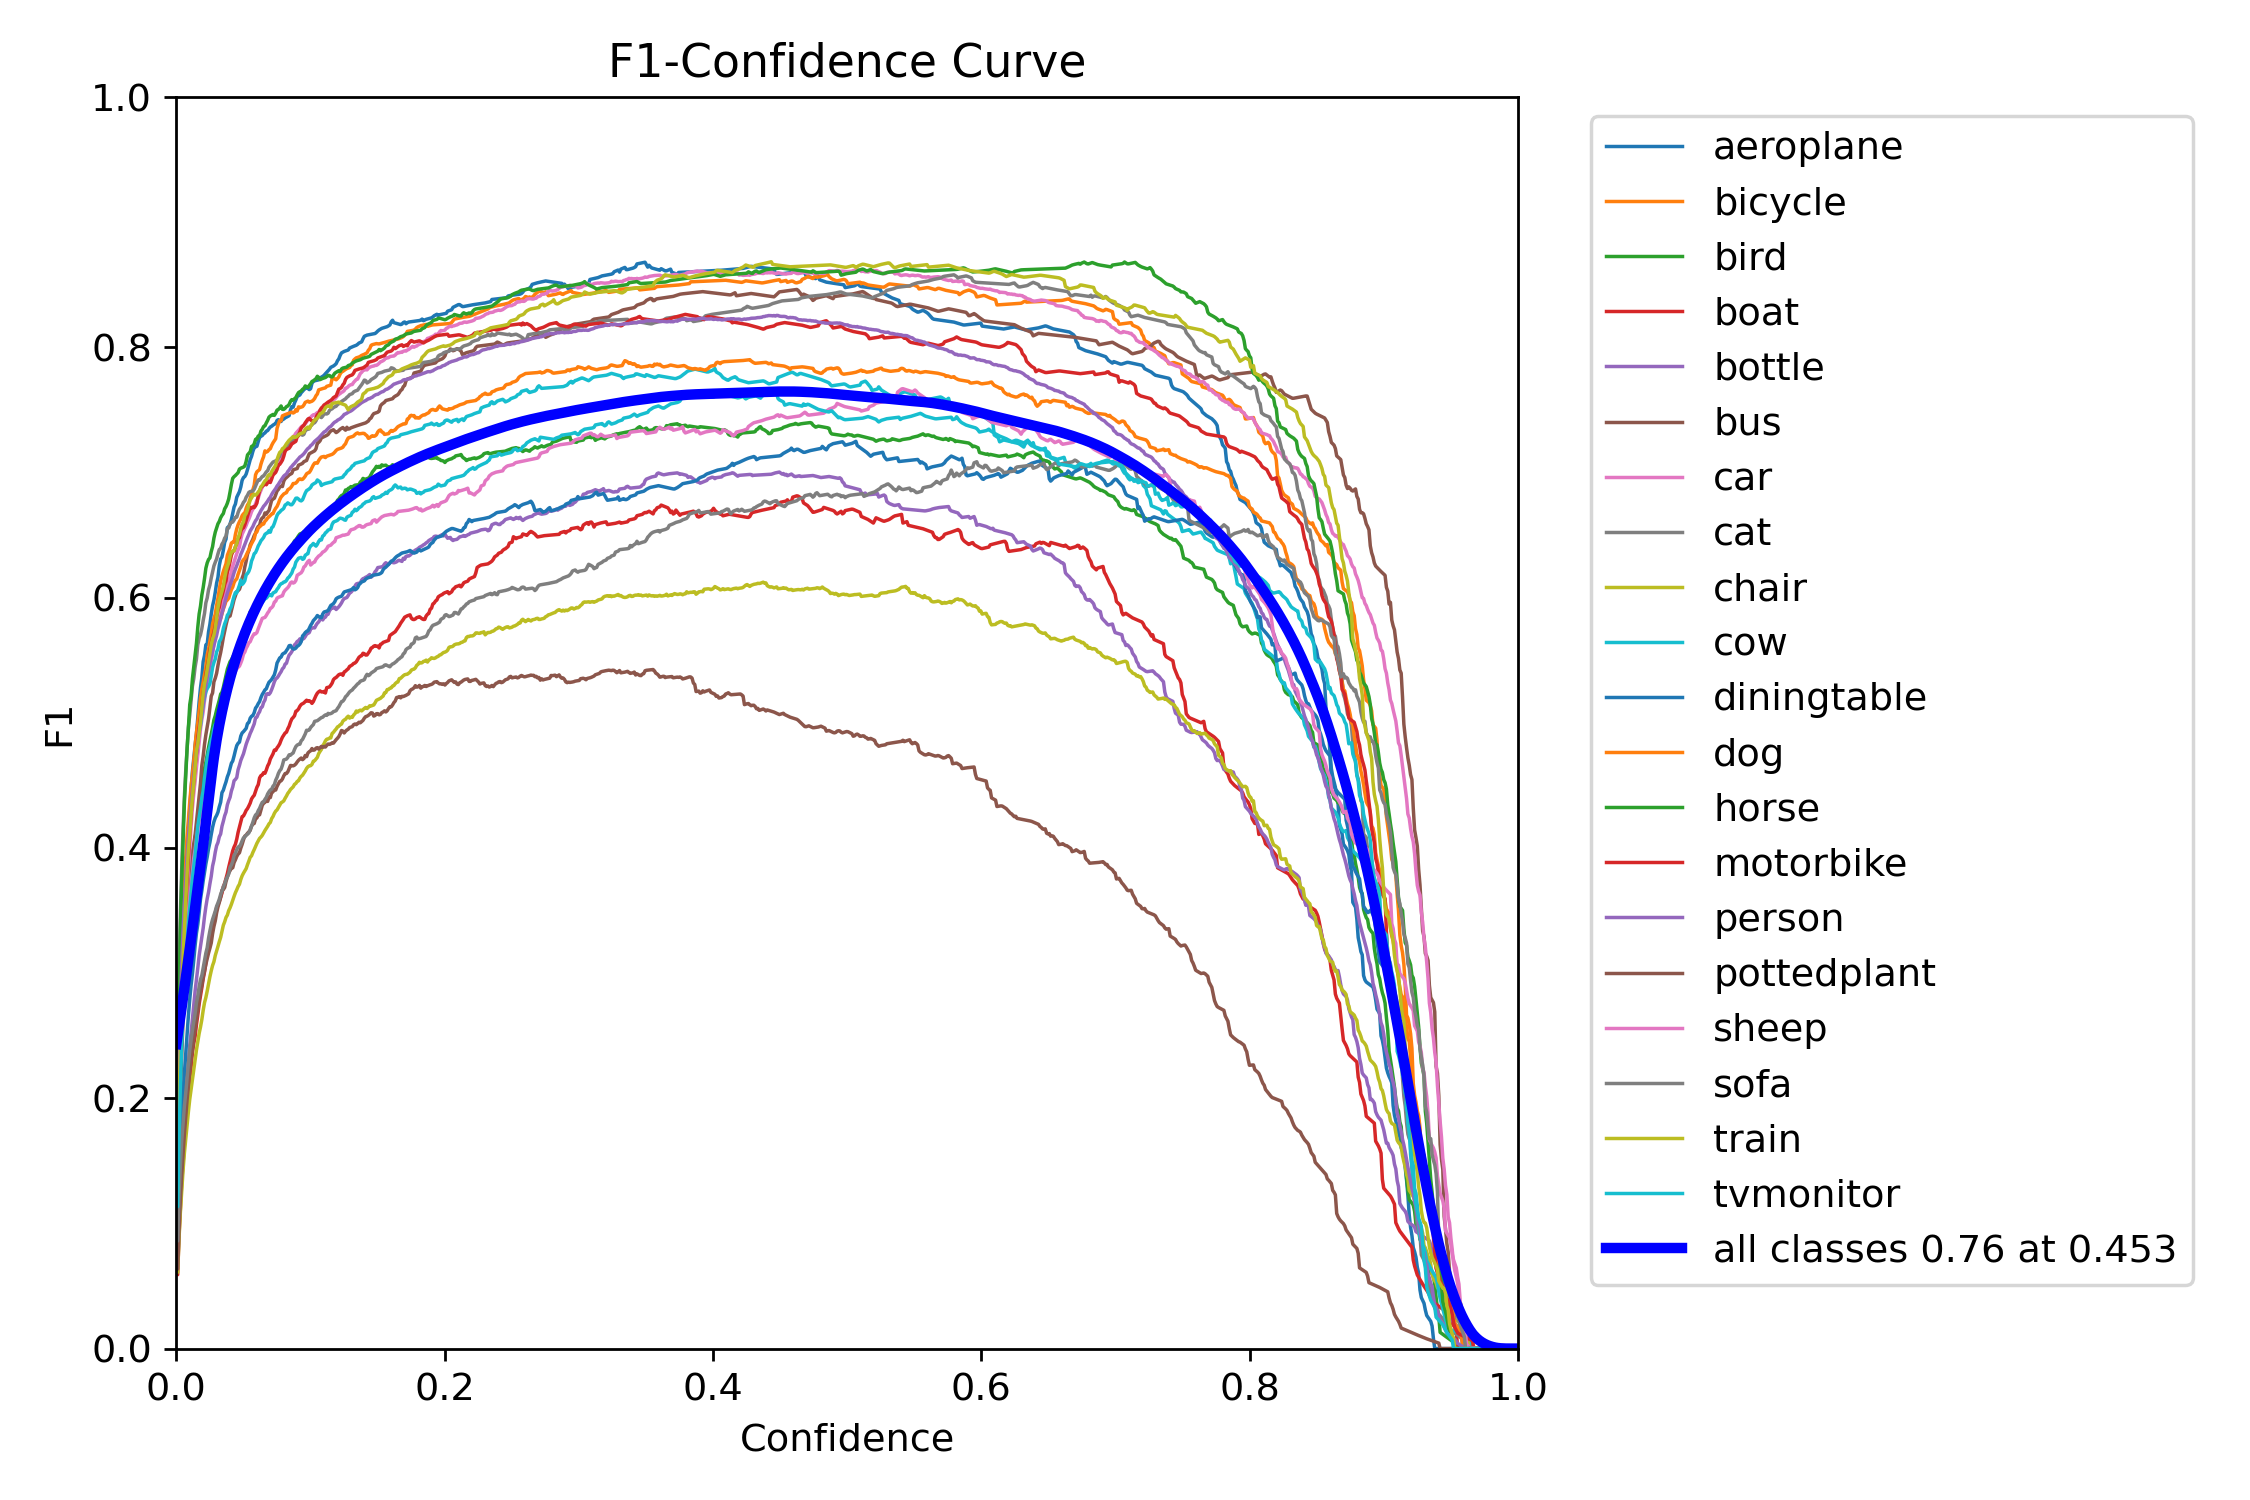 F1-Confidence Curve
1.0
0.8
0.6
0.4
0.2
0.0
F1
0.0 0.2 0.4 0.6 0.8 1.0
Confidence
aeroplane
bicycle
bird
boat
bottle
bus
car
cat
chair
cow
diningtable
dog
horse
motorbike
person
pottedplant
sheep
sofa
train
tvmonitor
all classes 0.76 at 0.453